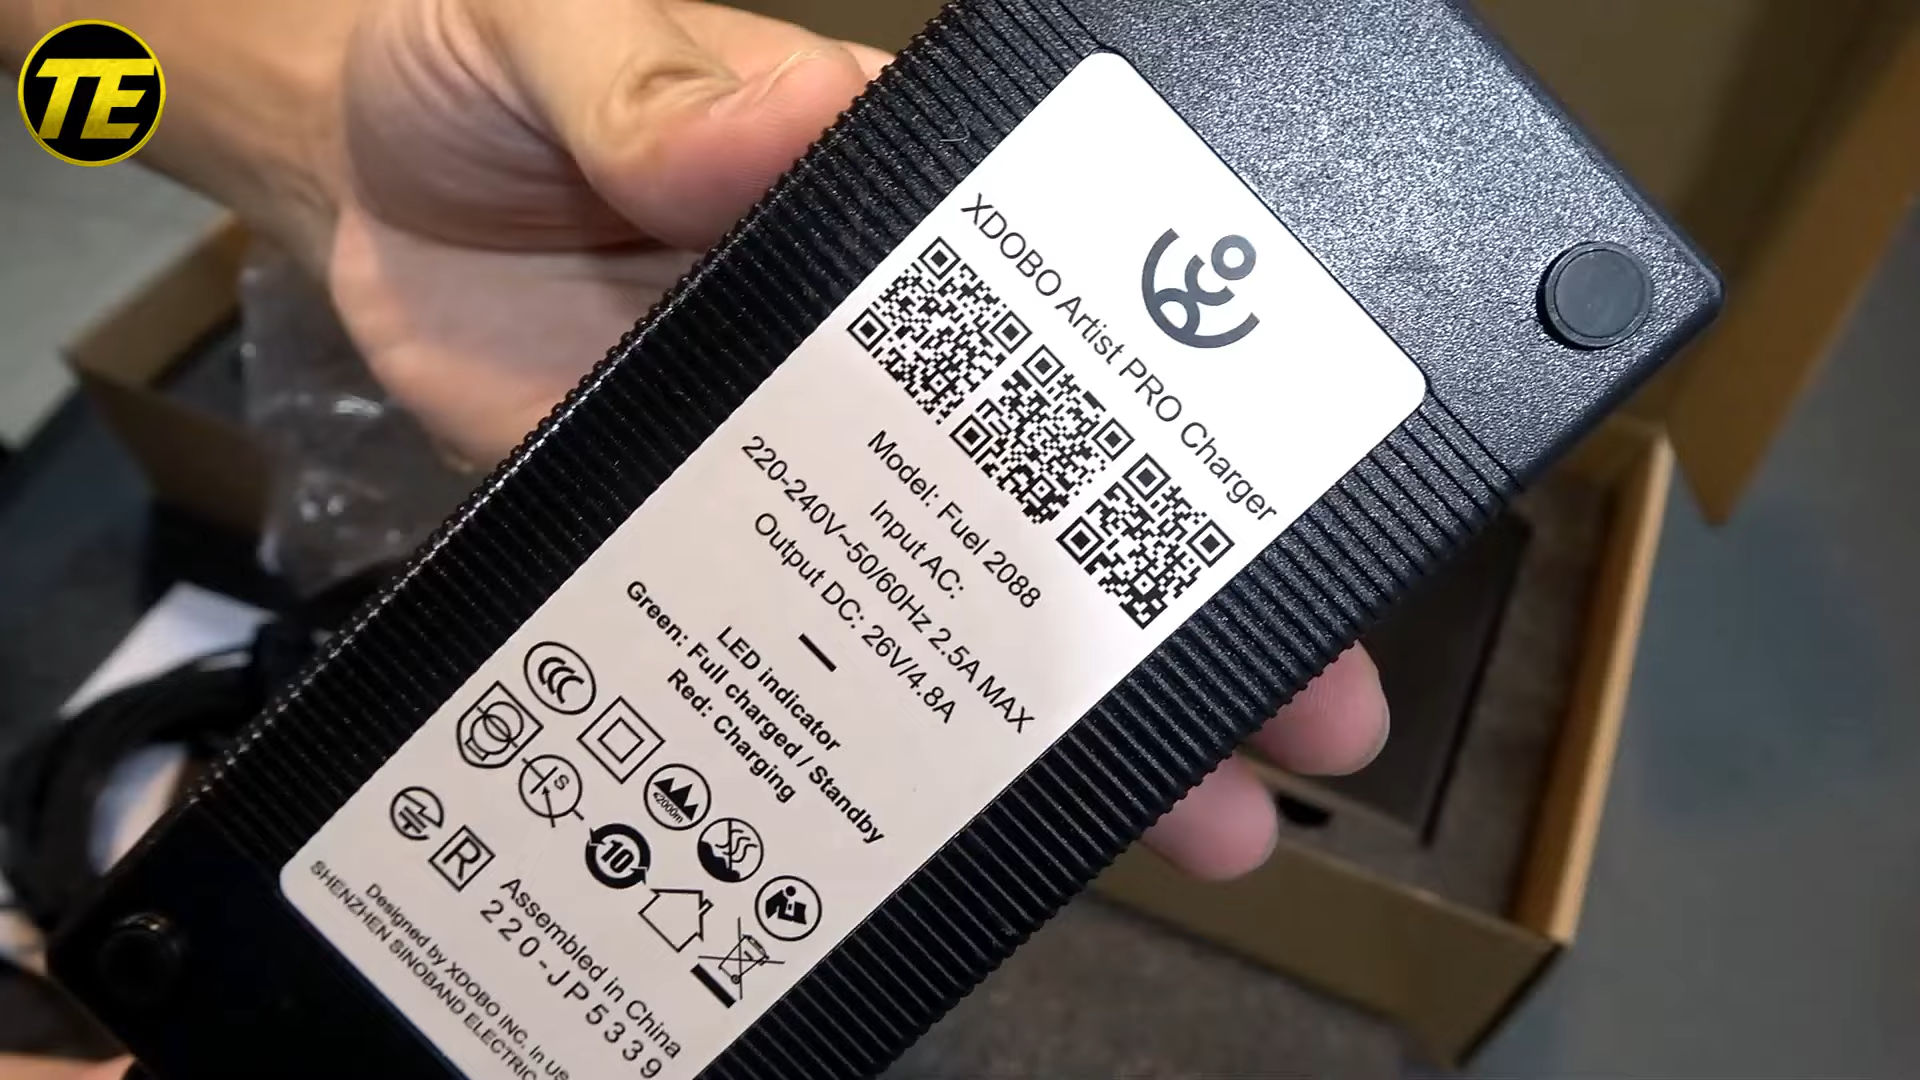 TE
XDOBO Artist PRO Charger
Model: Fuel 2088
Input AC:
220-240V~50/60Hz 2.5A MAX
Output DC: 26V/4.8A
LED indicator
Green: Full charged / Standby
Red: Charging
S
<2000m
10
R
Assembled in China
220-JP5339
Designed by XDOBO INC. in US
SHENZHEN SINOBAND ELECTRIC